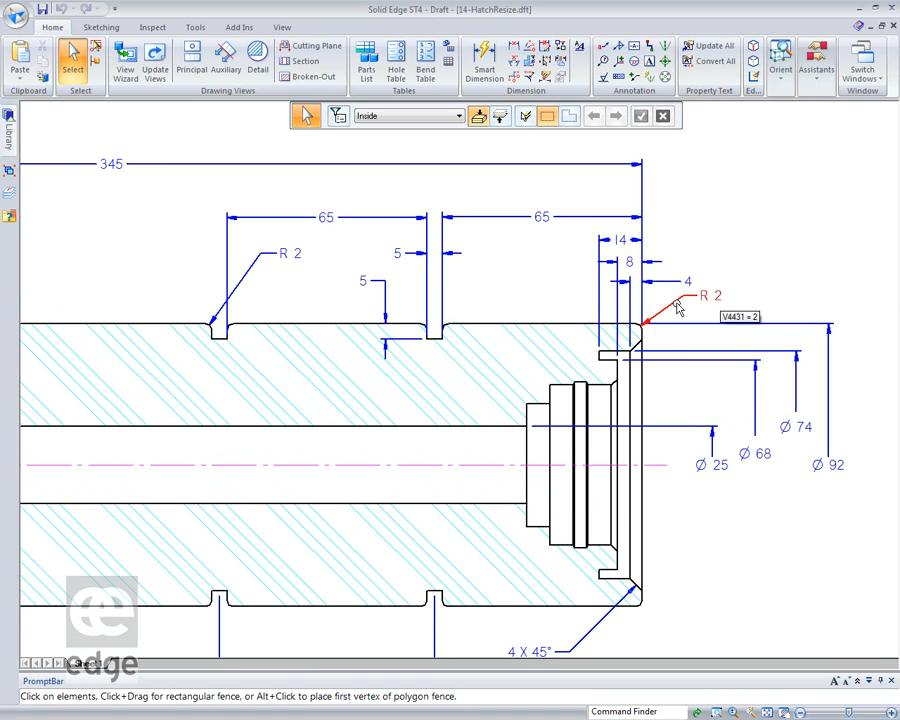 Solid Edge ST4 - Draft - [14-HatchResize.dft]
Home Sketching Inspect Tools Add Ins View
Paste
Clipboard
Select
Select
View Wizard
Update Views
Principal
Auxiliary
Detail
Cutting Plane
Section
Broken-Out
Drawing Views
Parts List
Hole Table
Bend Table
Tables
Smart Dimension
Dimension
Annotation
Update All
Convert All
Property Text
Ed...
Orient
Assistants
Switch Windows
Window
Inside
Library
345
65
65
14
R 2
5
8
5
4
R 2
V4431 = 2
Ø 74
Ø 68
Ø 25
Ø 92
4 X 45°
edge
Sheet1
PromptBar
Click on elements, Click+Drag for rectangular fence, or Alt+Click to place first vertex of polygon fence.
Command Finder